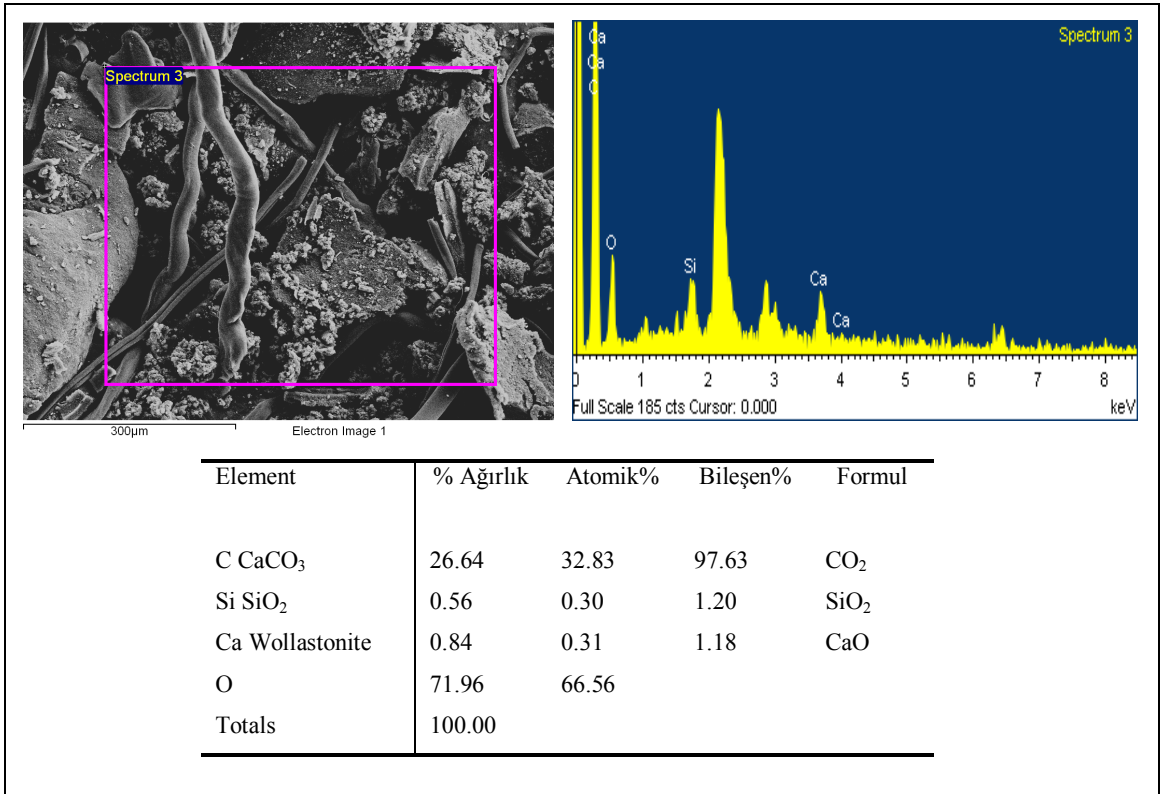 Spectrum 3
300µm
Electron Image 1
Spectrum 3
Ca
Ca
C
O
Si
Ca
Ca
0 1 2 3 4 5 6 7 8
Full Scale 185 cts Cursor: 0.000 keV
Element % Ağırlık Atomik% Bileşen% Formul
C CaCO₃ 26.64 32.83 97.63 CO₂
Si SiO₂ 0.56 0.30 1.20 SiO₂
Ca Wollastonite 0.84 0.31 1.18 CaO
O 71.96 66.56
Totals 100.00